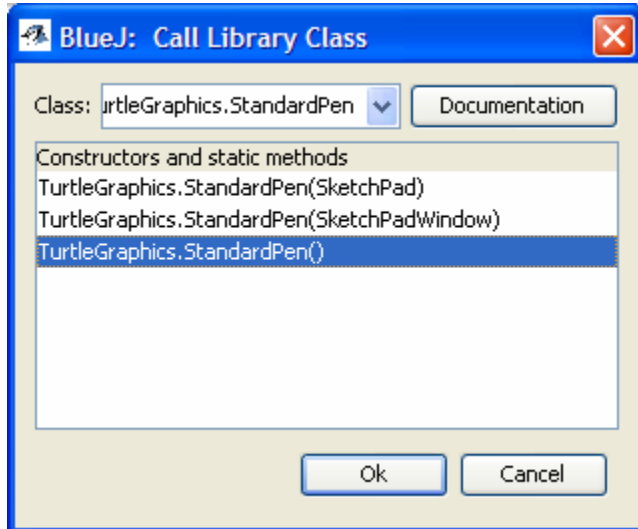 BlueJ: Call Library Class
Class: urtleGraphics.StandardPen Documentation
Constructors and static methods
TurtleGraphics.StandardPen(SketchPad)
TurtleGraphics.StandardPen(SketchPadWindow)
TurtleGraphics.StandardPen()
Ok Cancel